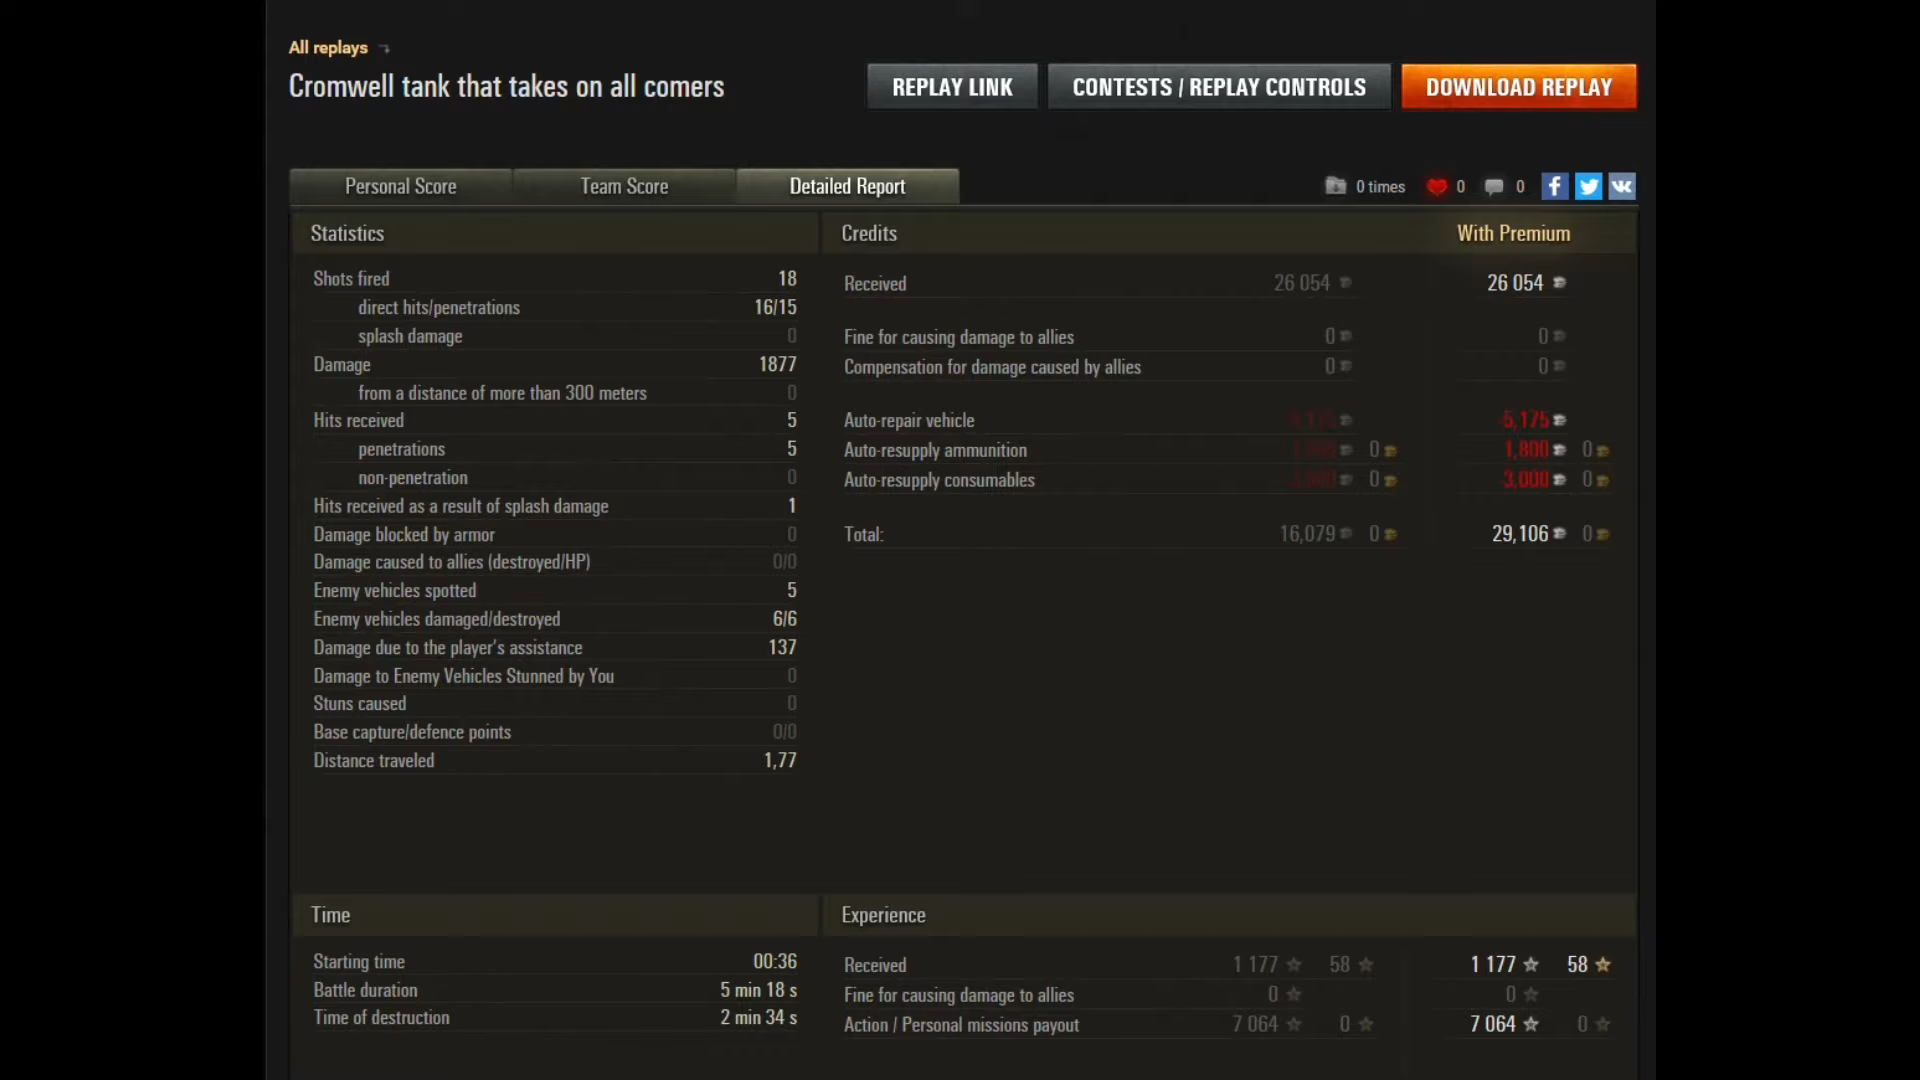 All replays
Cromwell tank that takes on all comers
REPLAY LINK
CONTESTS / REPLAY CONTROLS
DOWNLOAD REPLAY
Personal Score
Team Score
Detailed Report
0 times
0
0
Statistics
Shots fired 18
direct hits/penetrations 16/15
splash damage 0
Damage 1877
from a distance of more than 300 meters 0
Hits received 5
penetrations 5
non-penetration 0
Hits received as a result of splash damage 1
Damage blocked by armor 0
Damage caused to allies (destroyed/HP) 0/0
Enemy vehicles spotted 5
Enemy vehicles damaged/destroyed 6/6
Damage due to the player's assistance 137
Damage to Enemy Vehicles Stunned by You 0
Stuns caused 0
Base capture/defence points 0/0
Distance traveled 1,77
Credits With Premium
Received 26 054 26 054
Fine for causing damage to allies 0 0
Compensation for damage caused by allies 0 0
Auto-repair vehicle -5,175
Auto-resupply ammunition 0 1,800 0
Auto-resupply consumables 0 -3,000 0
Total: 16,079 0 29,106 0
Time
Starting time 00:36
Battle duration 5 min 18 s
Time of destruction 2 min 34 s
Experience
Received 1 177 58 1 177 58
Fine for causing damage to allies 0 0
Action / Personal missions payout 7 064 0 7 064 0